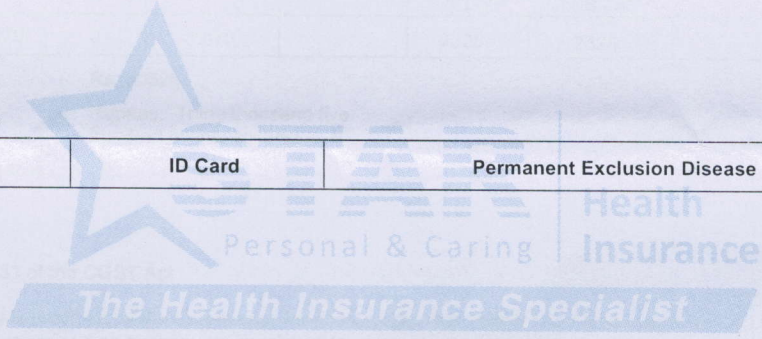 ID Card Permanent Exclusion Disease
STAR
Health
Personal & Caring Insurance
The Health Insurance Specialist